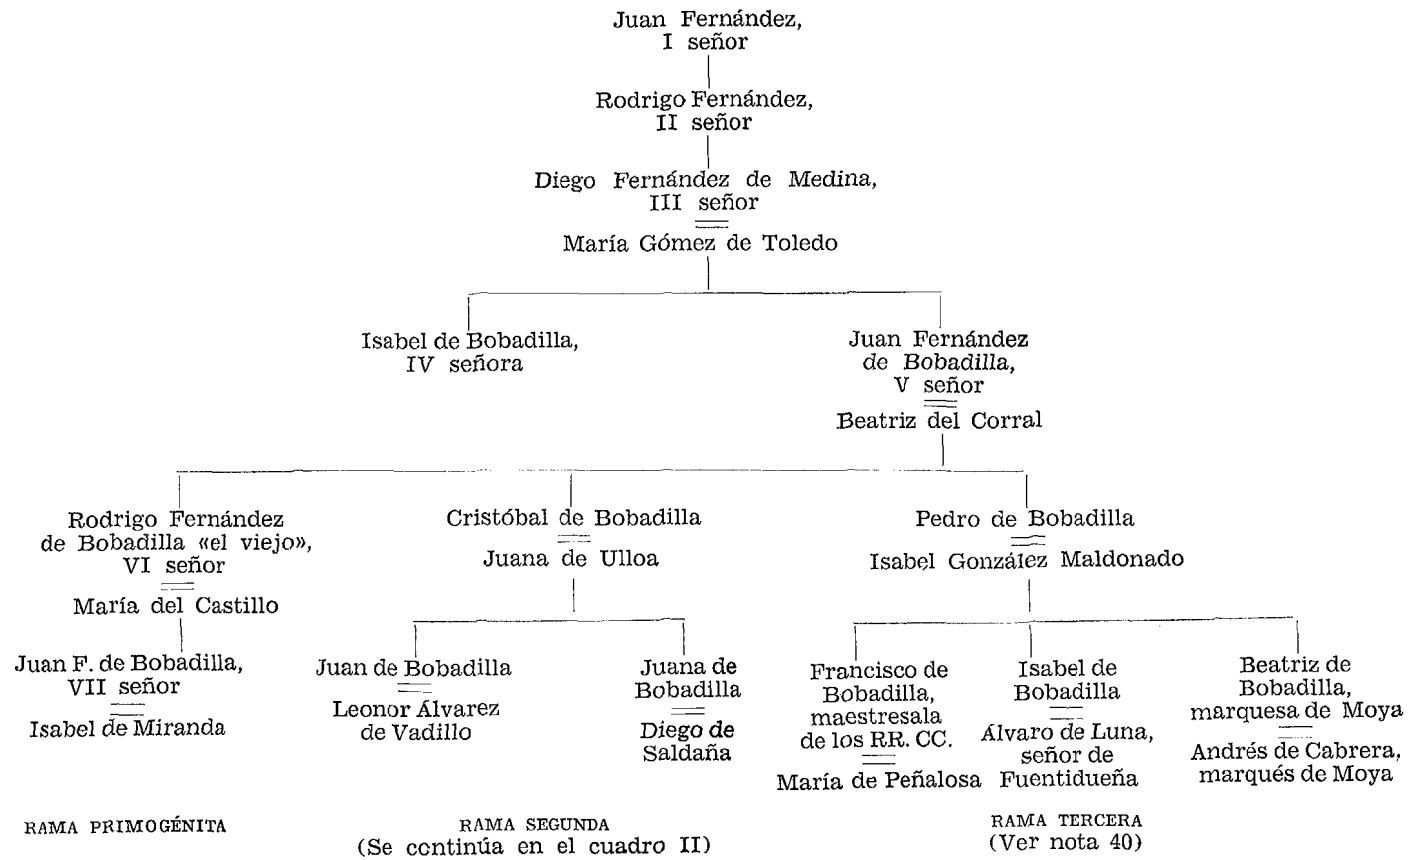 Juan Fernández,
I señor
Rodrigo Fernández,
II señor
Diego Fernández de Medina,
III señor
María Gómez de Toledo
Isabel de Bobadilla,
IV señora
Juan Fernández
de Bobadilla,
V señor
Beatriz del Corral
Rodrigo Fernández
de Bobadilla «el viejo»,
VI señor
María del Castillo
Juan F. de Bobadilla,
VII señor
Isabel de Miranda
RAMA PRIMOGÉNITA
Cristóbal de Bobadilla
Juana de Ulloa
Juan de Bobadilla
Leonor Álvarez
de Vadillo
Juana de
Bobadilla
Diego de
Saldaña
RAMA SEGUNDA
(Se continúa en el cuadro II)
Pedro de Bobadilla
Isabel González Maldonado
Francisco de
Bobadilla,
maestresala
de los RR. CC.
María de Peñalosa
Isabel de
Bobadilla
Álvaro de Luna,
señor de
Fuentidueña
Beatriz de
Bobadilla,
marquesa de Moya
Andrés de Cabrera,
marqués de Moya
RAMA TERCERA
(Ver nota 40)